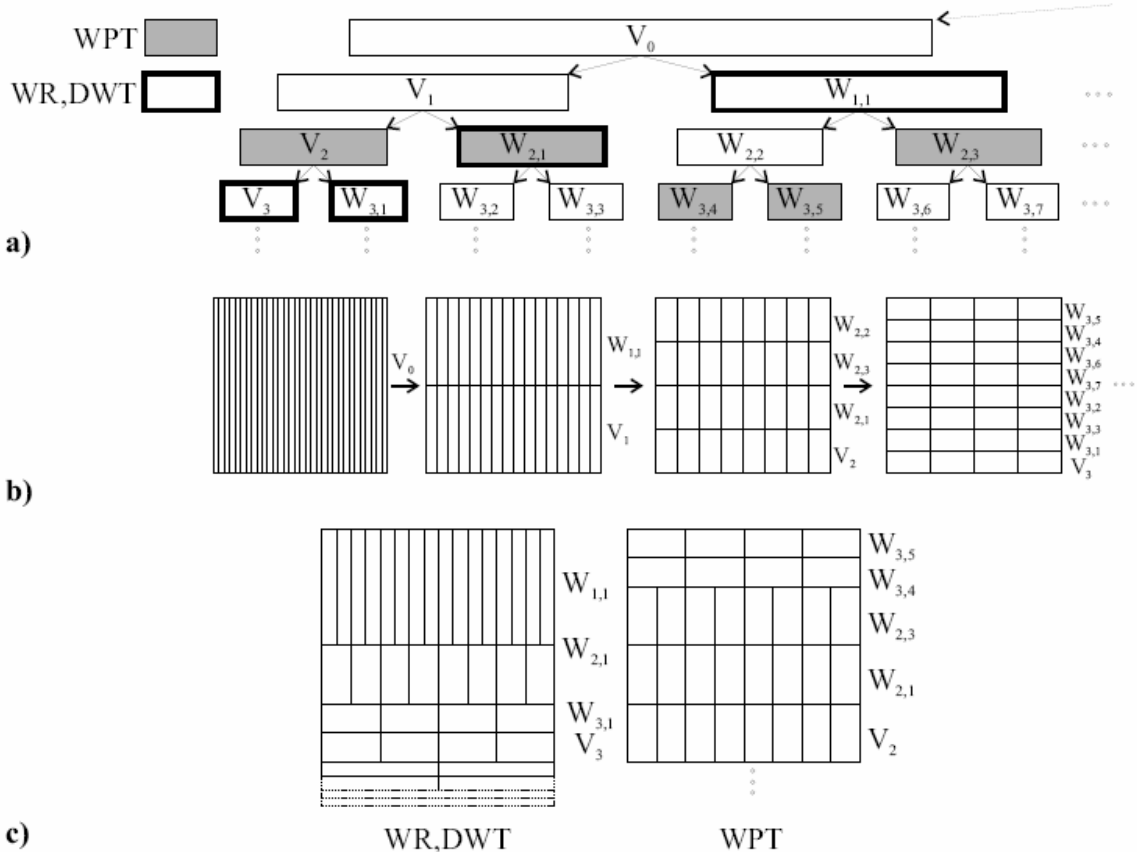 WPT
V0
WR,DWT
V1 W1,1
V2 W2,1 W2,2 W2,3
V3 W3,1 W3,2 W3,3 W3,4 W3,5 W3,6 W3,7
a)
V0
W1,1
V1
W2,2
W2,3
W2,1
V2
W3,5
W3,4
W3,6
W3,7
W3,2
W3,3
W3,1
V3
b)
W1,1
W2,1
W3,1
V3
W3,5
W3,4
W2,3
W2,1
V2
c)
WR,DWT WPT